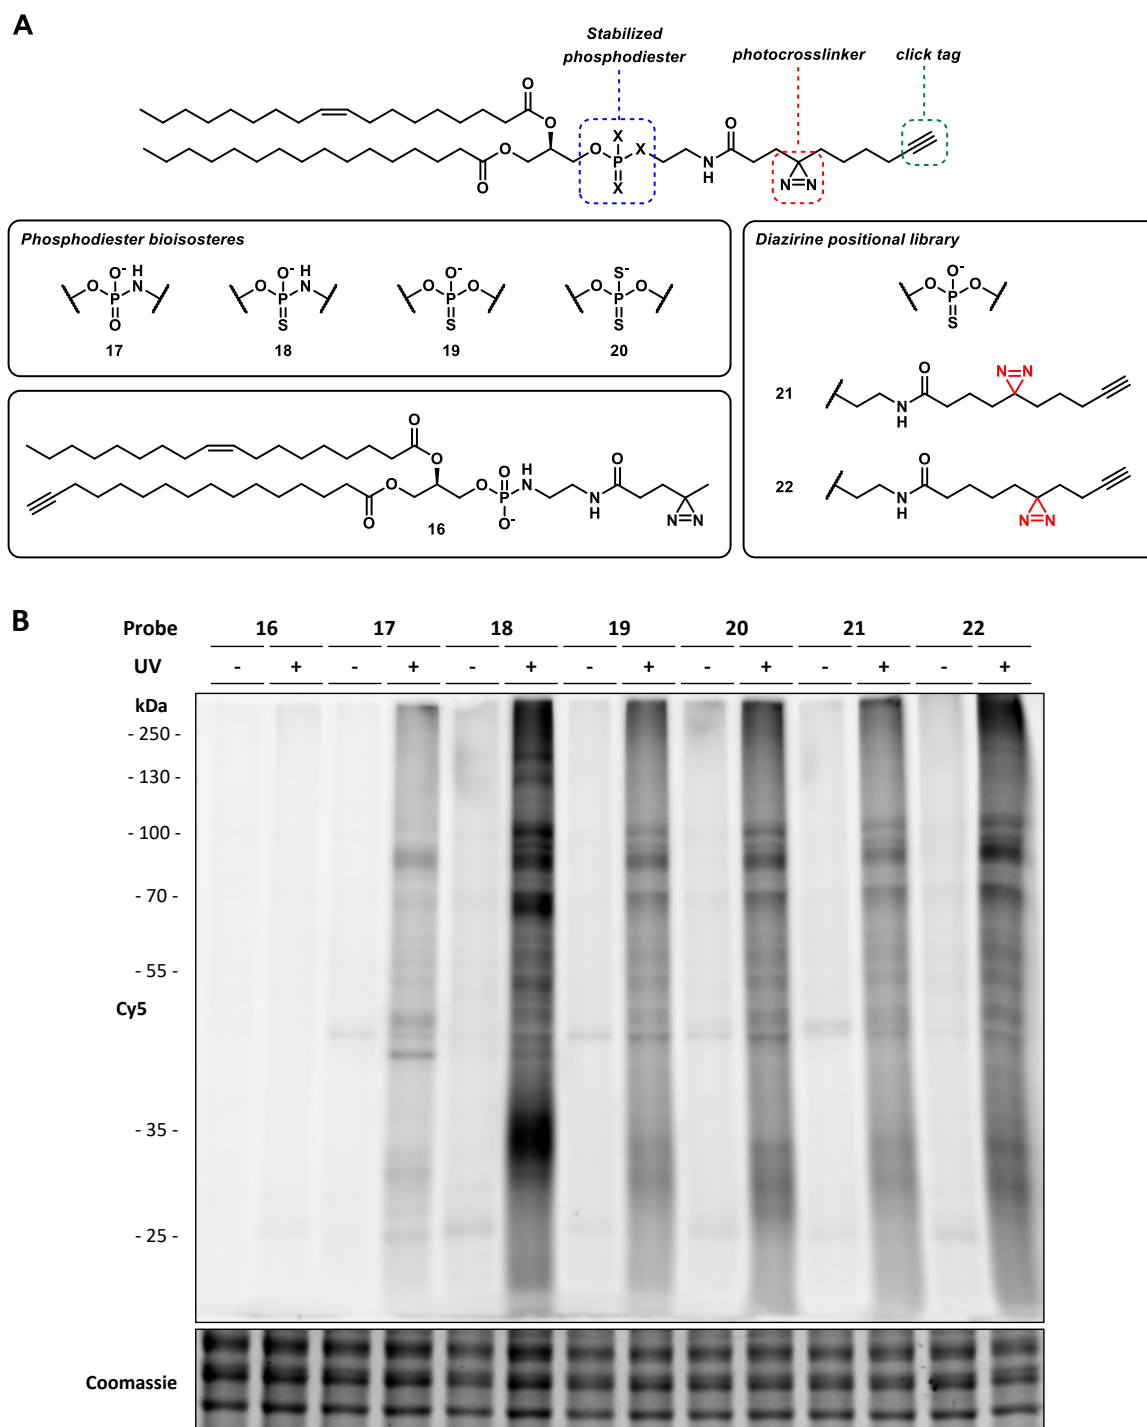 A
Stabilized
phosphodiester
photocrosslinker
click tag
O
O
X
X
O
O
P
O
N
H
O
X
N N
Phosphodiester bioisosteres
O- H
O P N
O
17
O- H
O P N
S
18
O-
O P O
S
19
S-
O P O
S
20
Diazirine positional library
O-
O P O
S
21
N
H
O
N N
22
N
H
O
N N
O
O
O
O
O
O P N
H
O-
O
N
H
N N
16
B
Probe 16 17 18 19 20 21 22
UV - + - + - + - + - + - + - +
kDa
- 250 -
- 130 -
- 100 -
- 70 -
- 55 -
Cy5
- 35 -
- 25 -
Coomassie